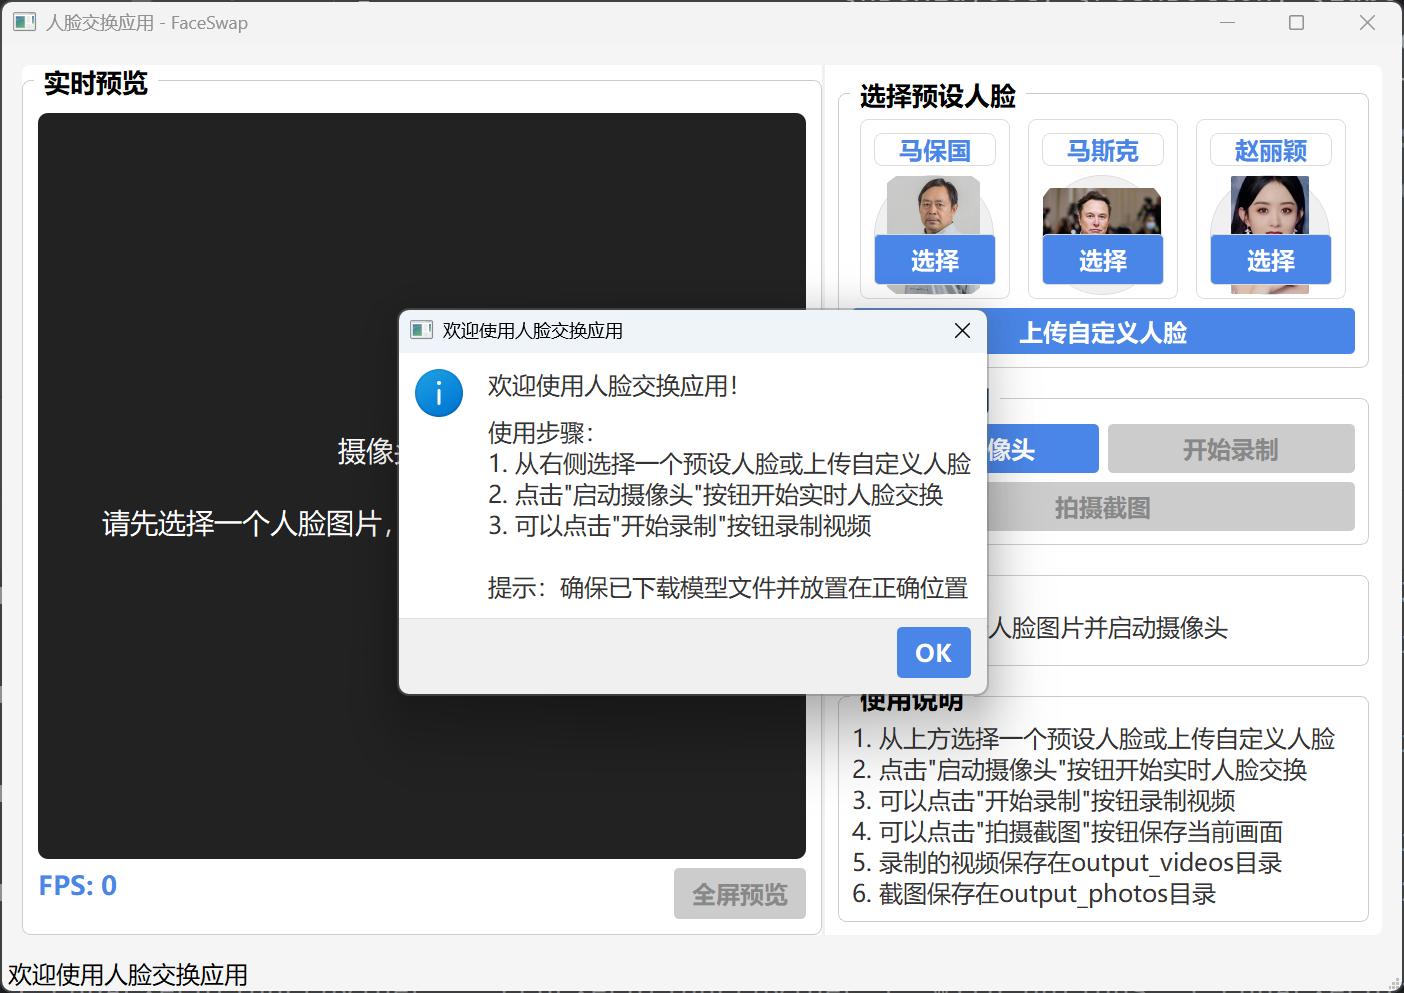 人脸交换应用 - FaceSwap
实时预览
摄像
请先选择一个人脸图片,
FPS: 0
全屏预览
选择预设人脸
马保国
马斯克
赵丽颖
选择
选择
选择
上传自定义人脸
像头
开始录制
拍摄截图
人脸图片并启动摄像头
使用说明
1. 从上方选择一个预设人脸或上传自定义人脸
2. 点击"启动摄像头"按钮开始实时人脸交换
3. 可以点击"开始录制"按钮录制视频
4. 可以点击"拍摄截图"按钮保存当前画面
5. 录制的视频保存在output_videos目录
6. 截图保存在output_photos目录
欢迎使用人脸交换应用
欢迎使用人脸交换应用！
使用步骤：
1. 从右侧选择一个预设人脸或上传自定义人脸
2. 点击"启动摄像头"按钮开始实时人脸交换
3. 可以点击"开始录制"按钮录制视频
提示：确保已下载模型文件并放置在正确位置
OK
欢迎使用人脸交换应用